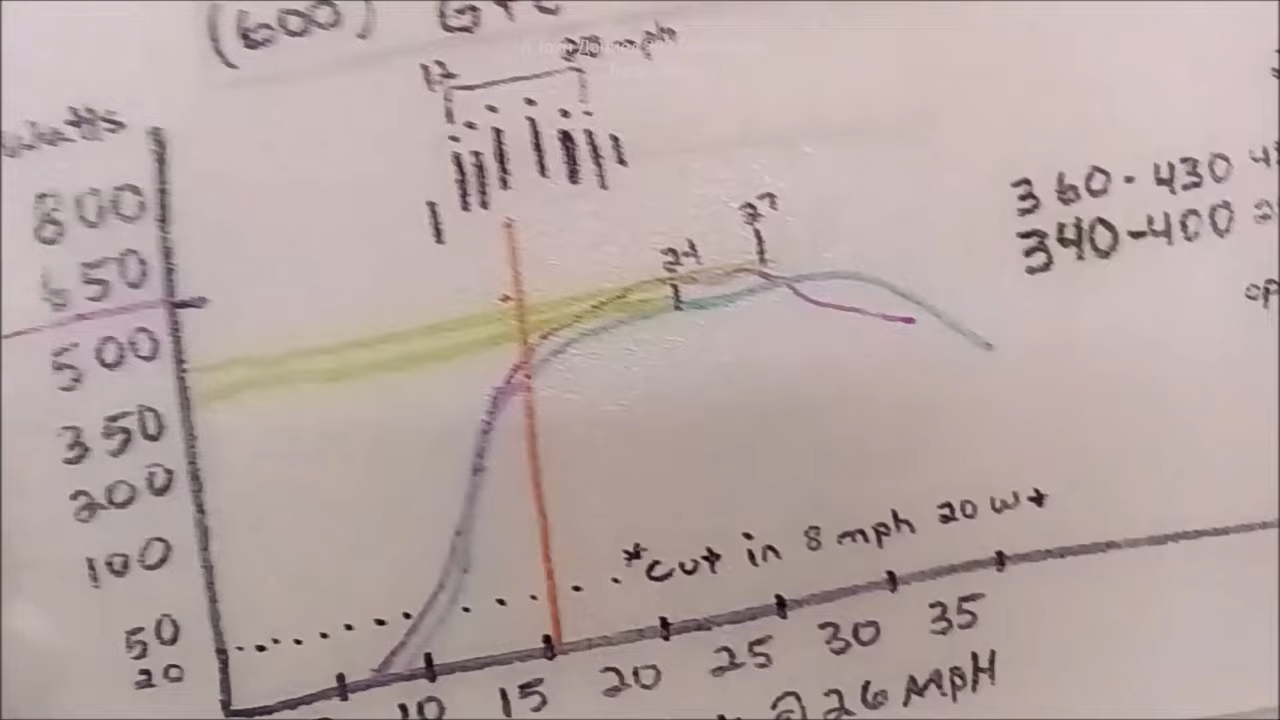 (600)
12 mph
watts
800
650
500
350
200
100
50
20
24
27
360-430
340-400
*cut in 8 mph 20 w+
10 15 20 25 30 35
@ 26 MPH